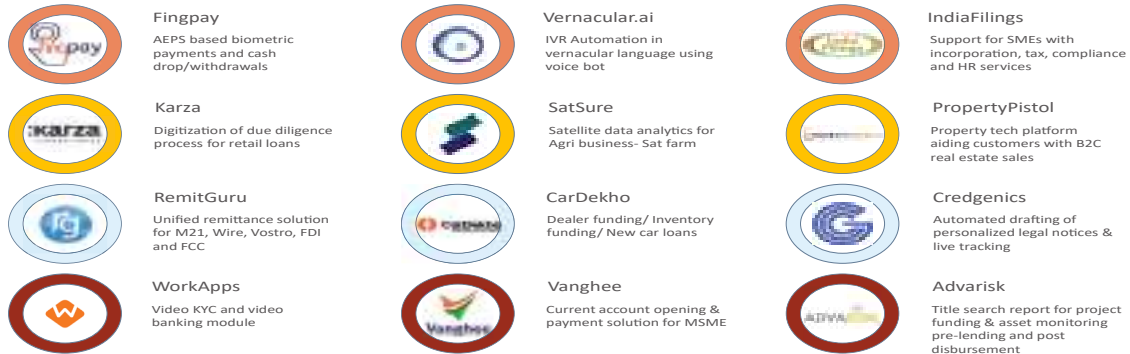 Fingpay
AEPS based biometric
payments and cash
drop/withdrawals
Vernacular.ai
IVR Automation in
vernacular language using
voice bot
IndiaFilings
Support for SMEs with
incorporation, tax, compliance
and HR services
:Karza
Karza
Digitization of due diligence
process for retail loans
SatSure
Satellite data analytics for
Agri business- Sat farm
PropertyPistol
Property tech platform
aiding customers with B2C
real estate sales
rg
RemitGuru
Unified remittance solution
for M21, Wire, Vostro, FDI
and FCC
CarDekho
CarDekho
Dealer funding/ Inventory
funding/ New car loans
Credgenics
Automated drafting of
personalized legal notices &
live tracking
WorkApps
Video KYC and video
banking module
Vanghee
Vanghee
Current account opening &
payment solution for MSME
Advarisk
Title search report for project
funding & asset monitoring
pre-lending and post
disbursement